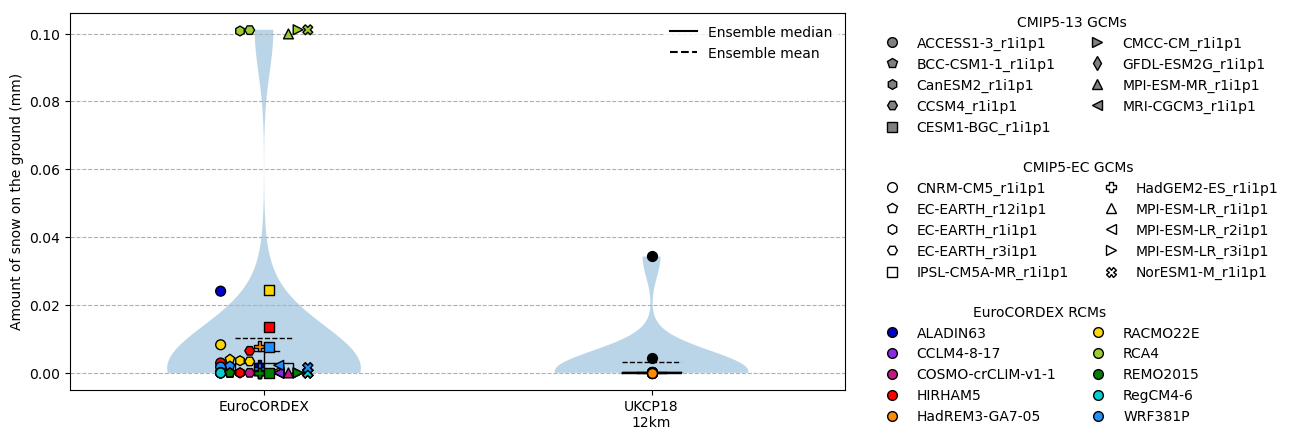 Amount of snow on the ground (mm)
0.10
0.08
0.06
0.04
0.02
0.00
EuroCORDEX
UKCP18
12km
Ensemble median
Ensemble mean
CMIP5-13 GCMs
ACCESS1-3_r1i1p1
BCC-CSM1-1_r1i1p1
CanESM2_r1i1p1
CCSM4_r1i1p1
CESM1-BGC_r1i1p1
CMCC-CM_r1i1p1
GFDL-ESM2G_r1i1p1
MPI-ESM-MR_r1i1p1
MRI-CGCM3_r1i1p1
CMIP5-EC GCMs
CNRM-CM5_r1i1p1
EC-EARTH_r12i1p1
EC-EARTH_r1i1p1
EC-EARTH_r3i1p1
IPSL-CM5A-MR_r1i1p1
HadGEM2-ES_r1i1p1
MPI-ESM-LR_r1i1p1
MPI-ESM-LR_r2i1p1
MPI-ESM-LR_r3i1p1
NorESM1-M_r1i1p1
EuroCORDEX RCMs
ALADIN63
CCLM4-8-17
COSMO-crCLIM-v1-1
HIRHAM5
HadREM3-GA7-05
RACMO22E
RCA4
REMO2015
RegCM4-6
WRF381P